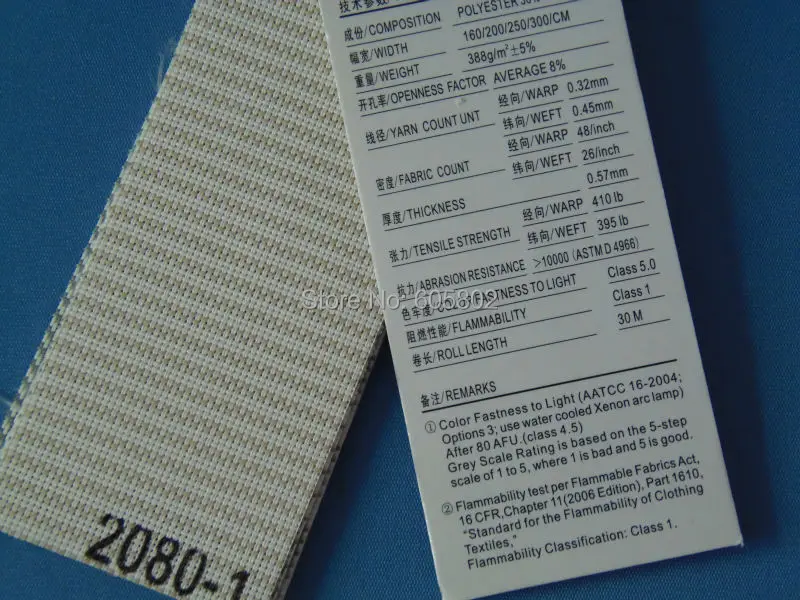 技术参数/
成份/COMPOSITION POLYESTER 30%
幅宽/WIDTH 160/200/250/300/CM
重量/WEIGHT 388g/m²±5%
开孔率/OPENNESS FACTOR AVERAGE 8%
线径/YARN COUNT UNT 经向/WARP 0.32mm
纬向/WEFT 0.45mm
密度/FABRIC COUNT 经向/WARP 48/inch
纬向/WEFT 26/inch
厚度/THICKNESS 0.57mm
张力/TENSILE STRENGTH 经向/WARP 410 lb
纬向/WEFT 395 lb
抗力/ABRASION RESISTANCE >10000 (ASTM D 4966)
色牢度/COLOR FASTNESS TO LIGHT Class 5.0
阻燃性能/FLAMMABILITY Class 1
卷长/ROLL LENGTH 30 M
备注/REMARKS
① Color Fastness to Light (AATCC 16-2004;
Options 3; use water cooled Xenon arc lamp)
After 80 AFU.(class 4.5)
Grey Scale Rating is based on the 5-step
scale of 1 to 5, where 1 is bad and 5 is good.
② Flammability test per Flammable Fabrics Act,
16 CFR,Chapter 11(2006 Edition), Part 1610,
"Standard for the Flammability of Clothing
Textiles,"
Flammability Classification: Class 1.
2080-1
Store No: 605802